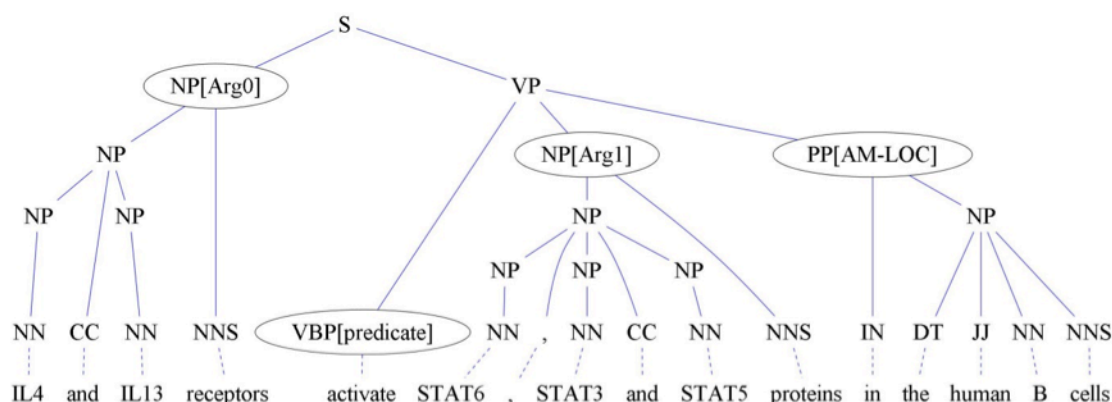 S
NP[Arg0]
VP
NP NP[Arg1] PP[AM-LOC]
NP NP NP NP
NP NP NP
NN CC NN NNS VBP[predicate] NN , NN CC NN NNS IN DT JJ NN NNS
IL4 and IL13 receptors activate STAT6 , STAT3 and STAT5 proteins in the human B cells